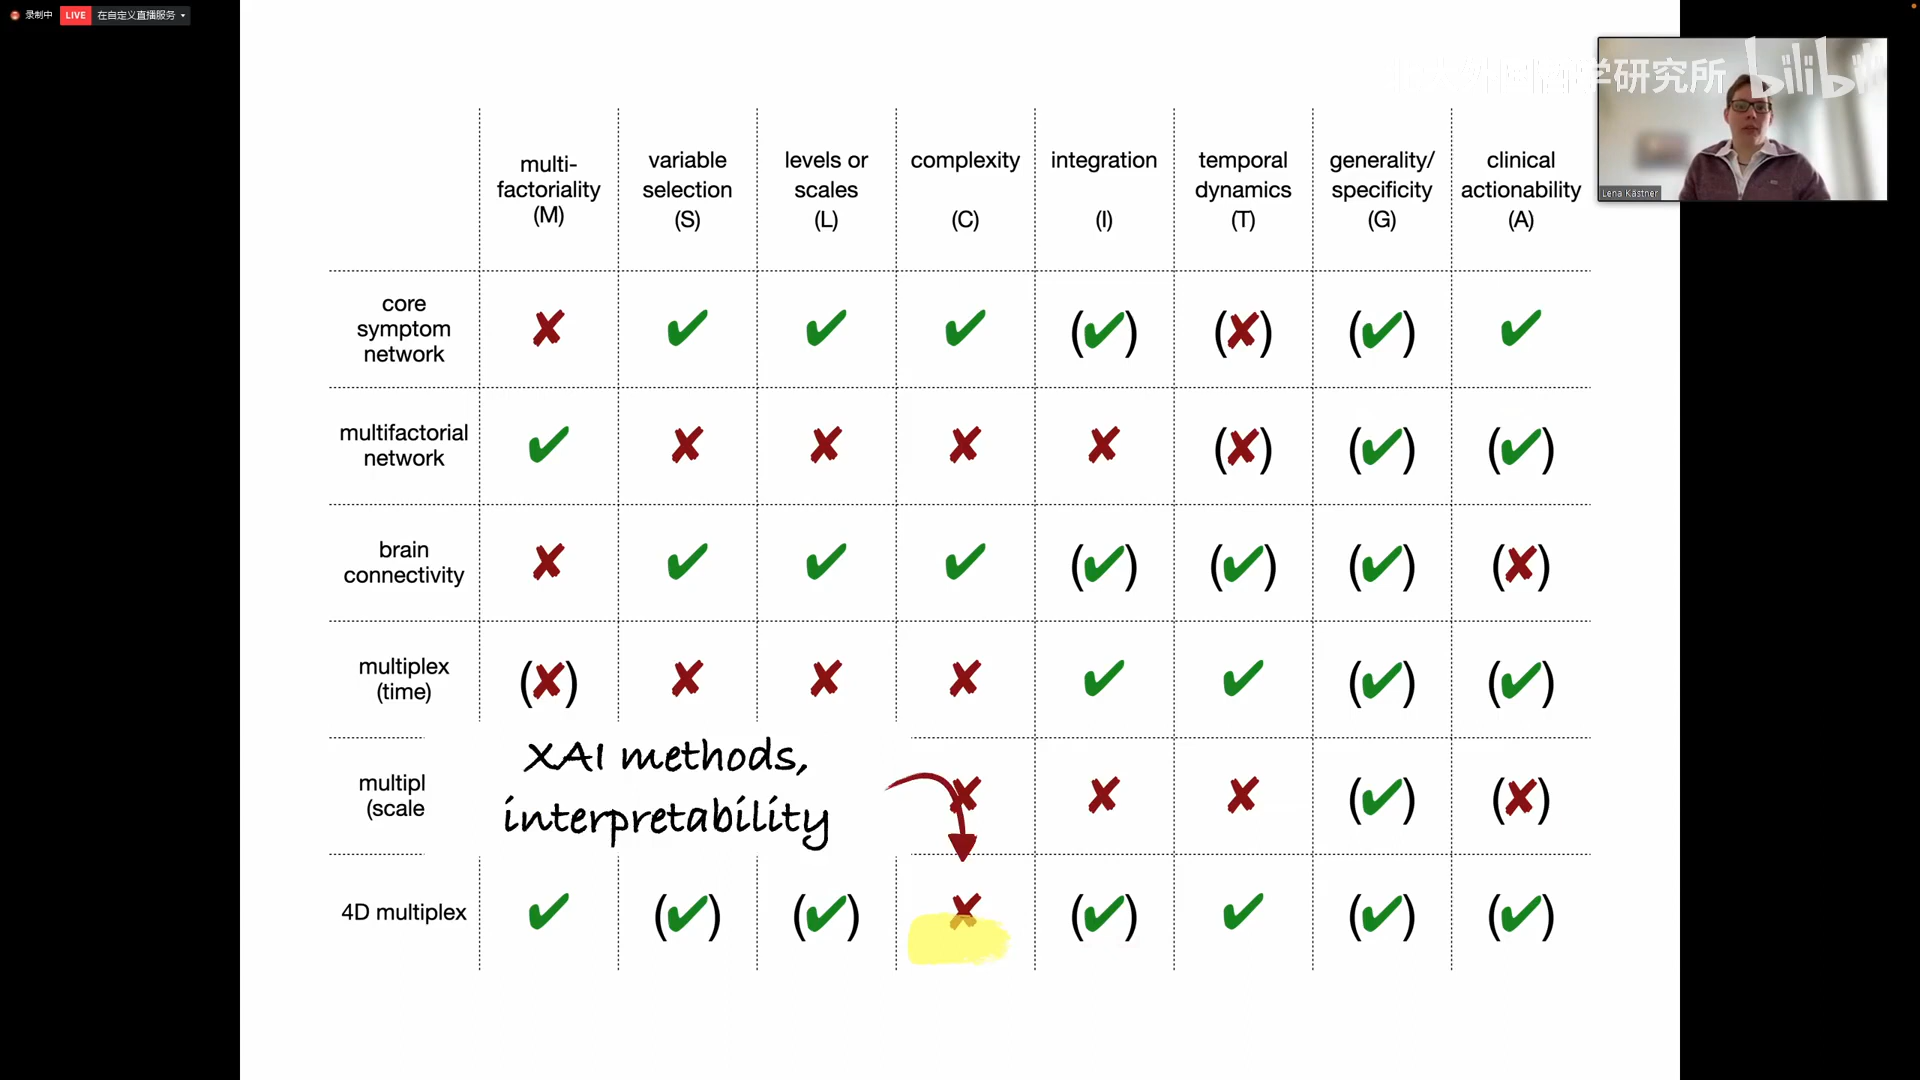 录制中 LIVE 在自定义直播服务
学研究所 bilibili
Lena Kästner
multi-
factoriality
(M)
variable
selection
(S)
levels or
scales
(L)
complexity
(C)
integration
(I)
temporal
dynamics
(T)
generality/
specificity
(G)
clinical
actionability
(A)
core
symptom
network
✘ ✔ ✔ ✔ (✔) (✘) (✔) ✔
multifactorial
network
✔ ✘ ✘ ✘ ✘ (✘) (✔) (✔)
brain
connectivity
✘ ✔ ✔ ✔ (✔) (✔) (✔) (✘)
multiplex
(time)
(✘) ✘ ✘ ✘ ✔ ✔ (✔) (✔)
multipl
(scale
XAI methods,
interpretability
✘ ✘ ✘ (✔) (✘)
4D multiplex
✔ (✔) (✔) ✘ (✔) ✔ (✔) (✔)